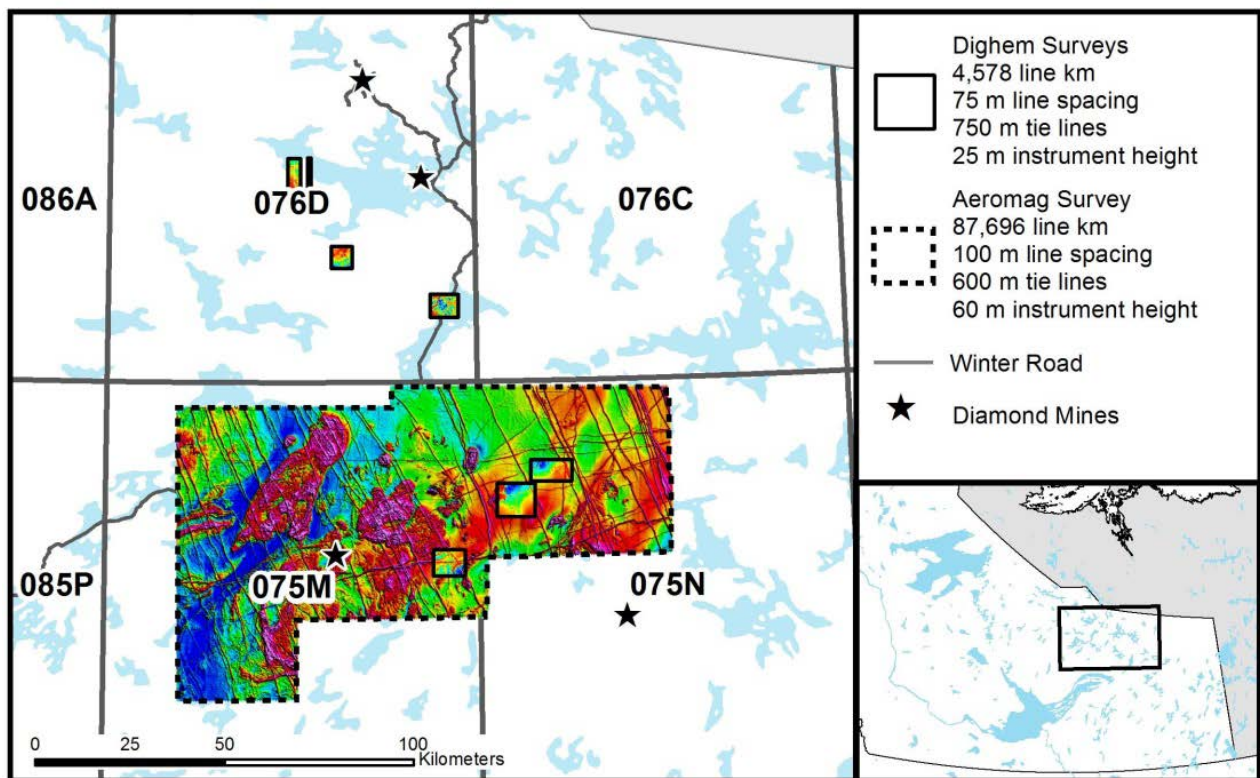 086A
076D
076C
085P
075M
075N
0
25
50
100
Kilometers
Dighem Surveys
4,578 line km
75 m line spacing
750 m tie lines
25 m instrument height
Aeromag Survey
87,696 line km
100 m line spacing
600 m tie lines
60 m instrument height
Winter Road
Diamond Mines